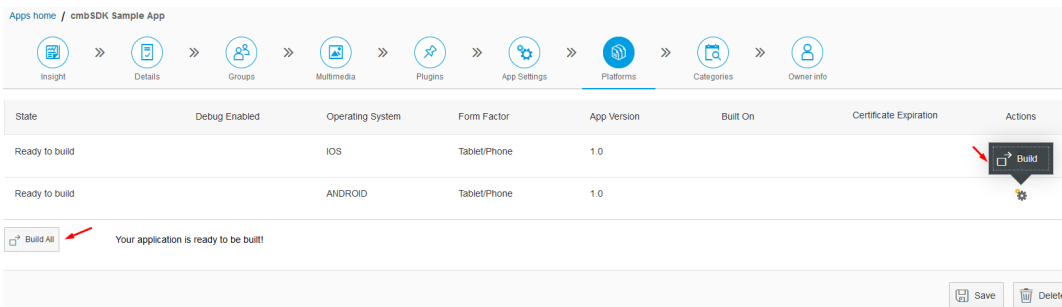 Apps home / cmbSDK Sample App
Insight Details Groups Multimedia Plugins App Settings Platforms Categories Owner info
State Debug Enabled Operating System Form Factor App Version Built On Certificate Expiration Actions
Ready to build IOS Tablet/Phone 1.0
Build
Ready to build ANDROID Tablet/Phone 1.0
Build All Your application is ready to be built!
Save Delete